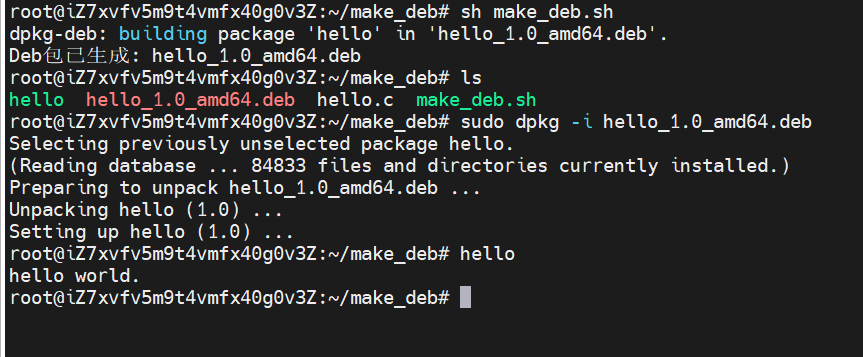 root@iZ7xvfv5m9t4vmfx40g0v3Z:~/make_deb# sh make_deb.sh
dpkg-deb: building package 'hello' in 'hello_1.0_amd64.deb'.
Deb包已生成: hello_1.0_amd64.deb
root@iZ7xvfv5m9t4vmfx40g0v3Z:~/make_deb# ls
hello  hello_1.0_amd64.deb  hello.c  make_deb.sh
root@iZ7xvfv5m9t4vmfx40g0v3Z:~/make_deb# sudo dpkg -i hello_1.0_amd64.deb
Selecting previously unselected package hello.
(Reading database ... 84833 files and directories currently installed.)
Preparing to unpack hello_1.0_amd64.deb ...
Unpacking hello (1.0) ...
Setting up hello (1.0) ...
root@iZ7xvfv5m9t4vmfx40g0v3Z:~/make_deb# hello
hello world.
root@iZ7xvfv5m9t4vmfx40g0v3Z:~/make_deb#